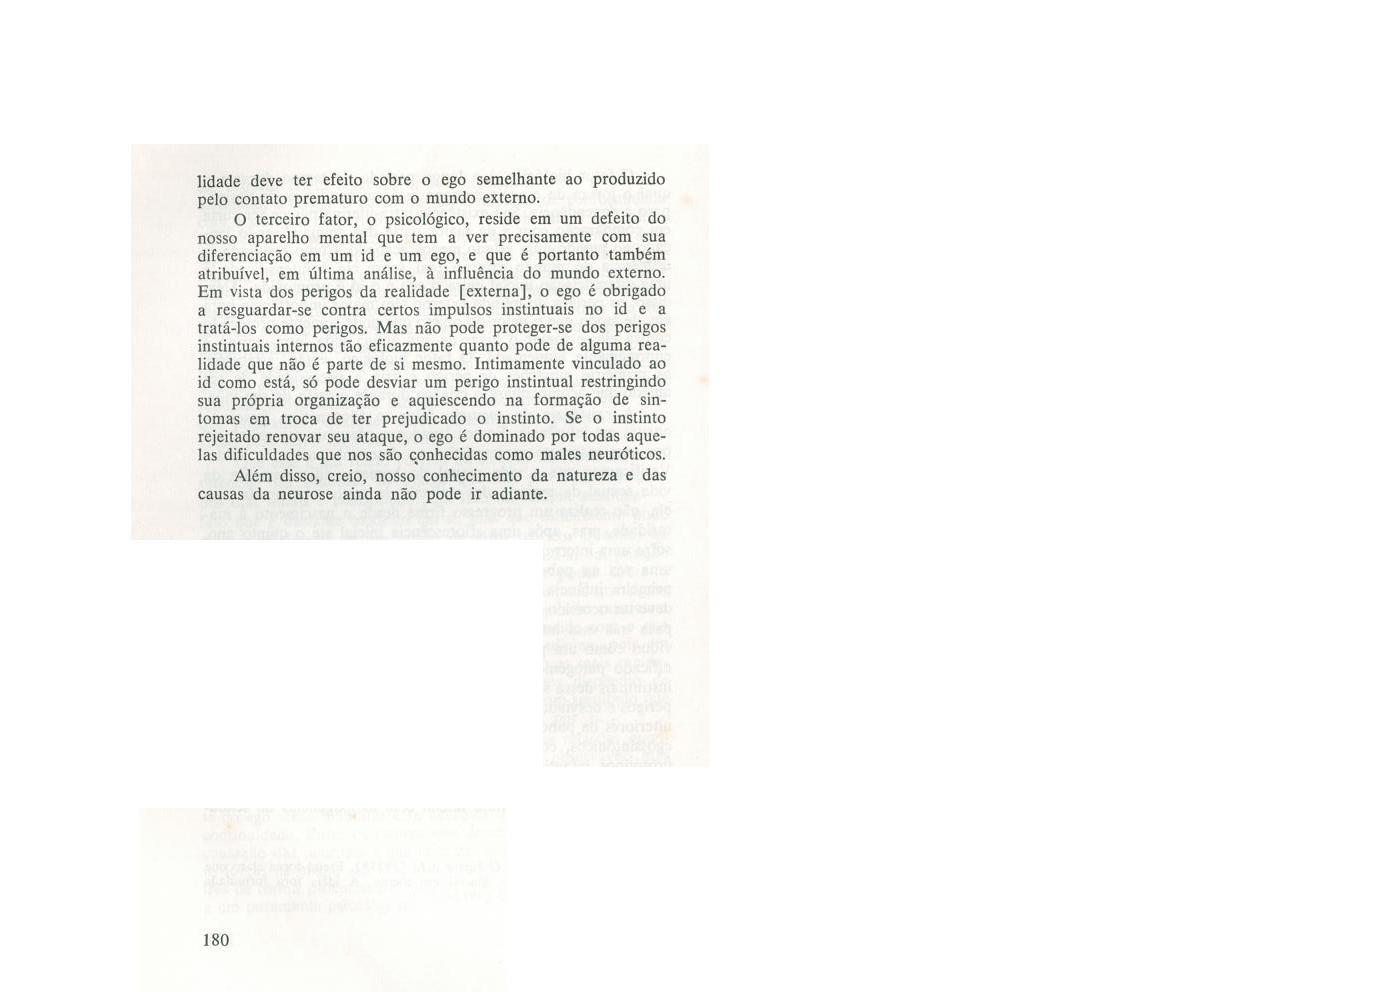 lidade deve ter efeito sobre o ego semelhante ao produzido
pelo contato prematuro com o mundo externo.
O terceiro fator, o psicológico, reside em um defeito do
nosso aparelho mental que tem a ver precisamente com sua
diferenciação em um id e um ego, e que é portanto também
atribuível, em última análise, à influência do mundo externo.
Em vista dos perigos da realidade [externa], o ego é obrigado
a resguardar-se contra certos impulsos instintuais no id e a
tratá-los como perigos. Mas não pode proteger-se dos perigos
instintuais internos tão eficazmente quanto pode de alguma rea-
lidade que não é parte de si mesmo. Intimamente vinculado ao
id como está, só pode desviar um perigo instintual restringindo
sua própria organização e aquiescendo na formação de sin-
tomas em troca de ter prejudicado o instinto. Se o instinto
rejeitado renovar seu ataque, o ego é dominado por todas aque-
las dificuldades que nos são conhecidas como males neuróticos.
Além disso, creio, nosso conhecimento da natureza e das
causas da neurose ainda não pode ir adiante.
180